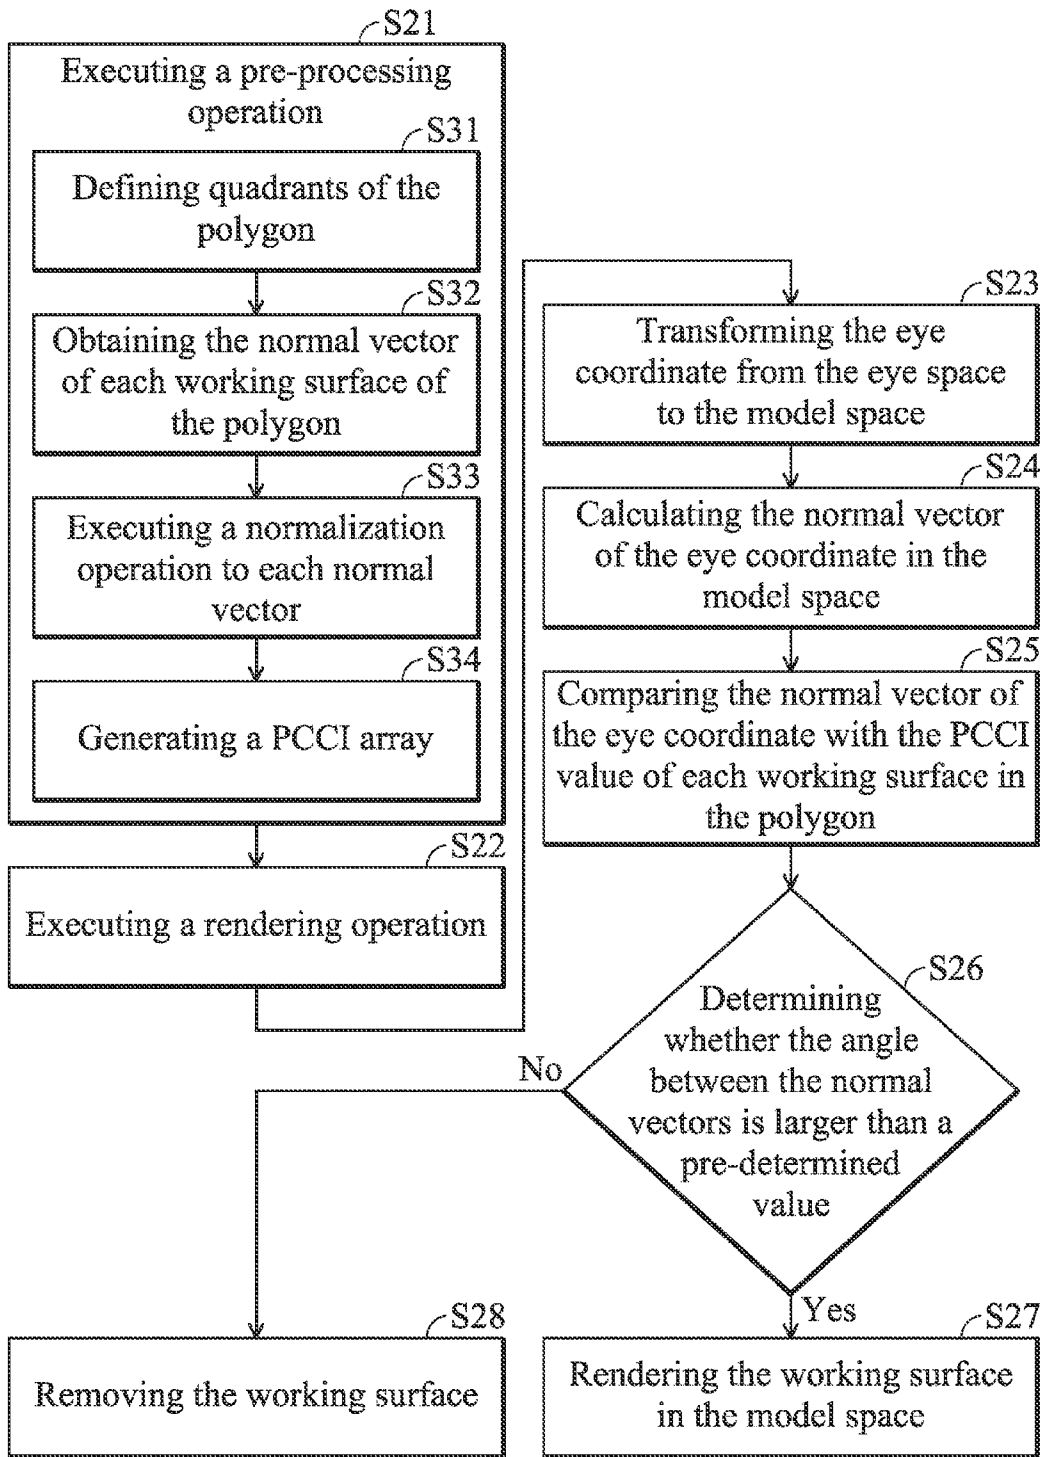 S21
Executing a pre-processing
operation
S31
Defining quadrants of the
polygon
S32
Obtaining the normal vector
of each working surface of
the polygon
S33
Executing a normalization
operation to each normal
vector
S34
Generating a PCCI array
S22
Executing a rendering operation
S23
Transforming the eye
coordinate from the eye space
to the model space
S24
Calculating the normal vector
of the eye coordinate in the
model space
S25
Comparing the normal vector of
the eye coordinate with the PCCI
value of each working surface in
the polygon
S26
Determining
whether the angle
between the normal
vectors is larger than a
pre-determined
value
No
Yes
S28
Removing the working surface
S27
Rendering the working surface
in the model space